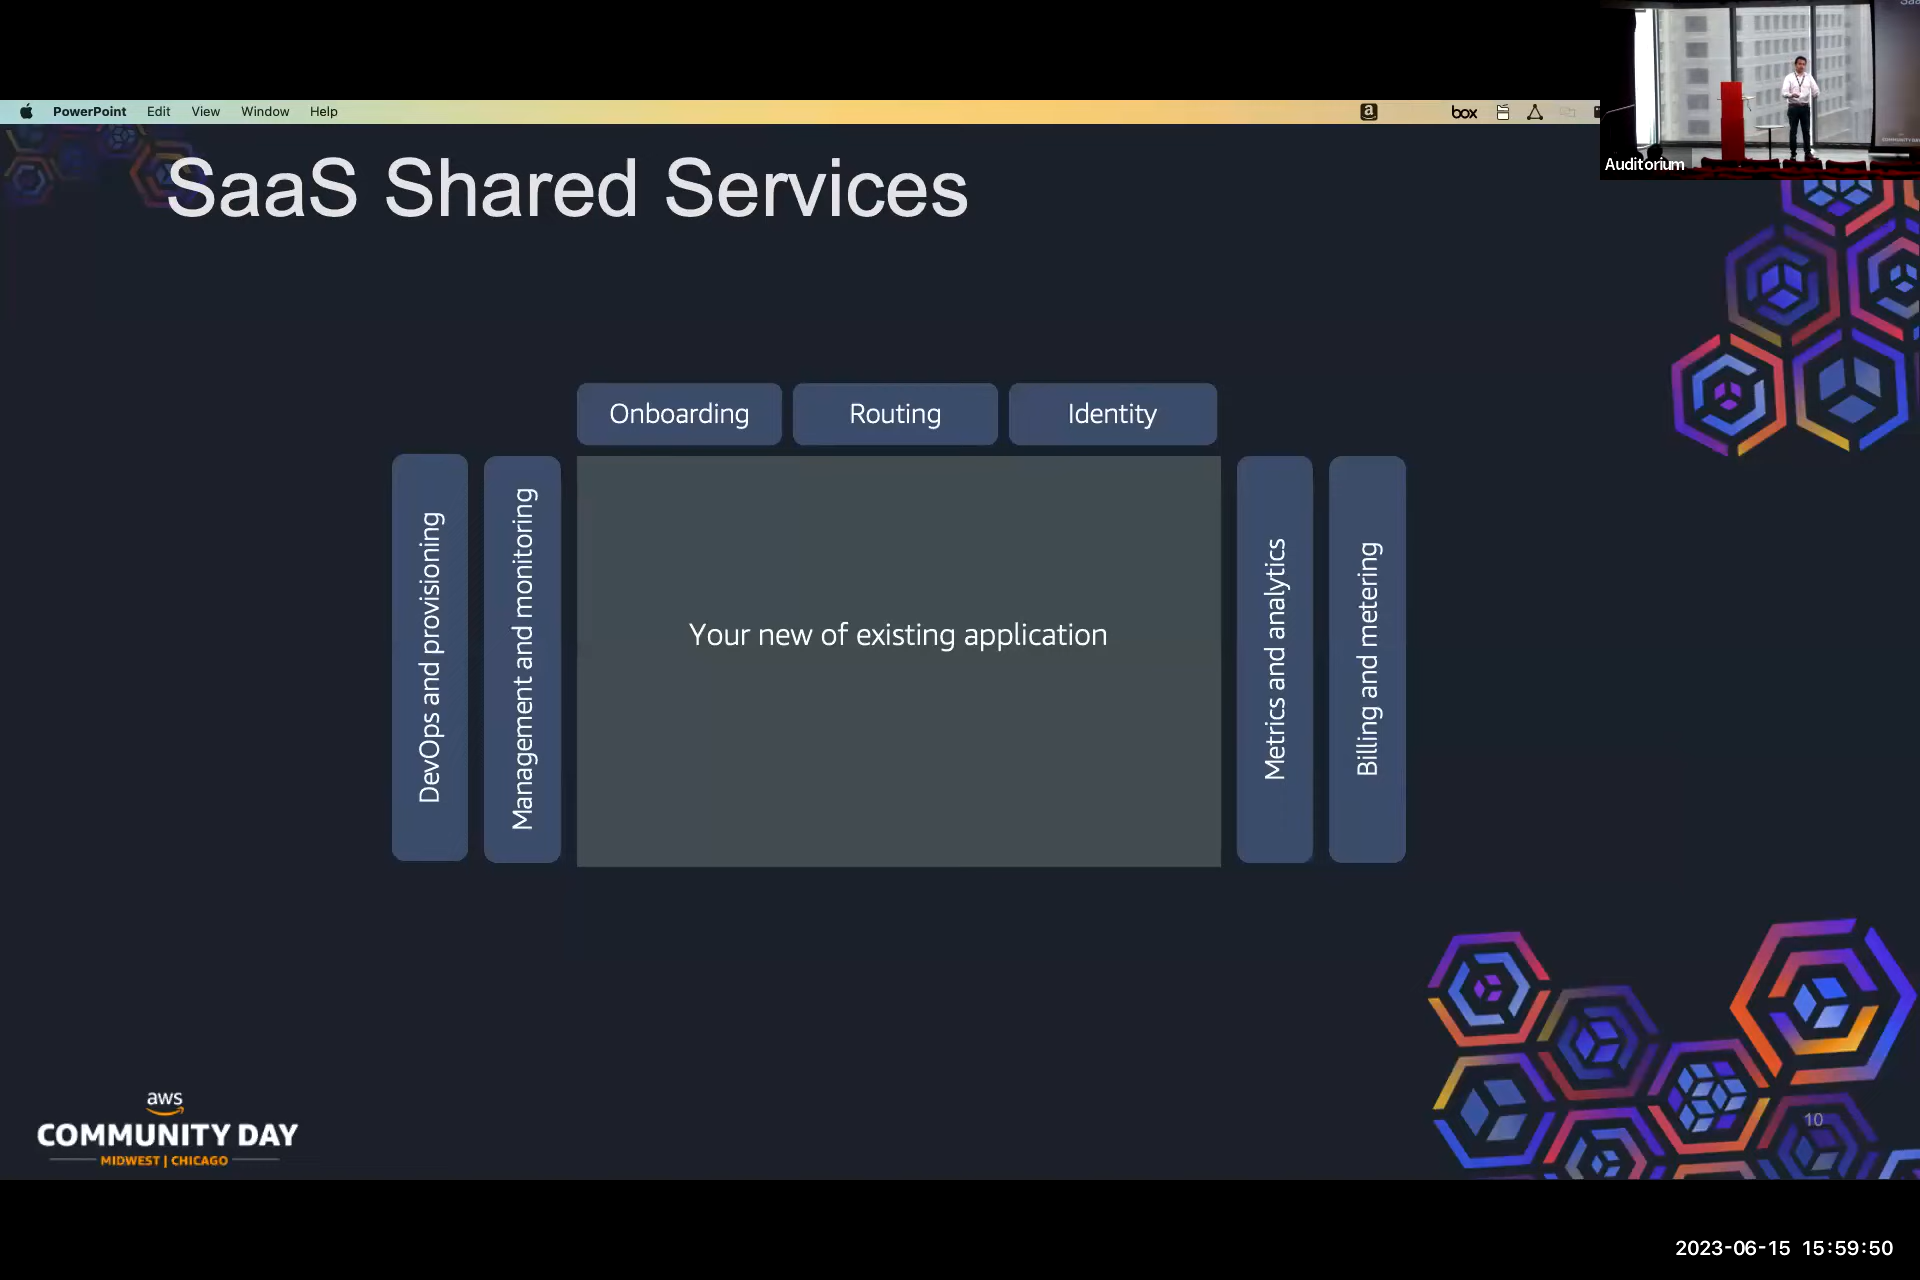 PowerPoint Edit View Window Help
box
Auditorium
SaaS Shared Services
Onboarding
Routing
Identity
DevOps and provisioning
Management and monitoring
Your new of existing application
Metrics and analytics
Billing and metering
aws
COMMUNITY DAY
MIDWEST | CHICAGO
10
2023-06-15 15:59:50